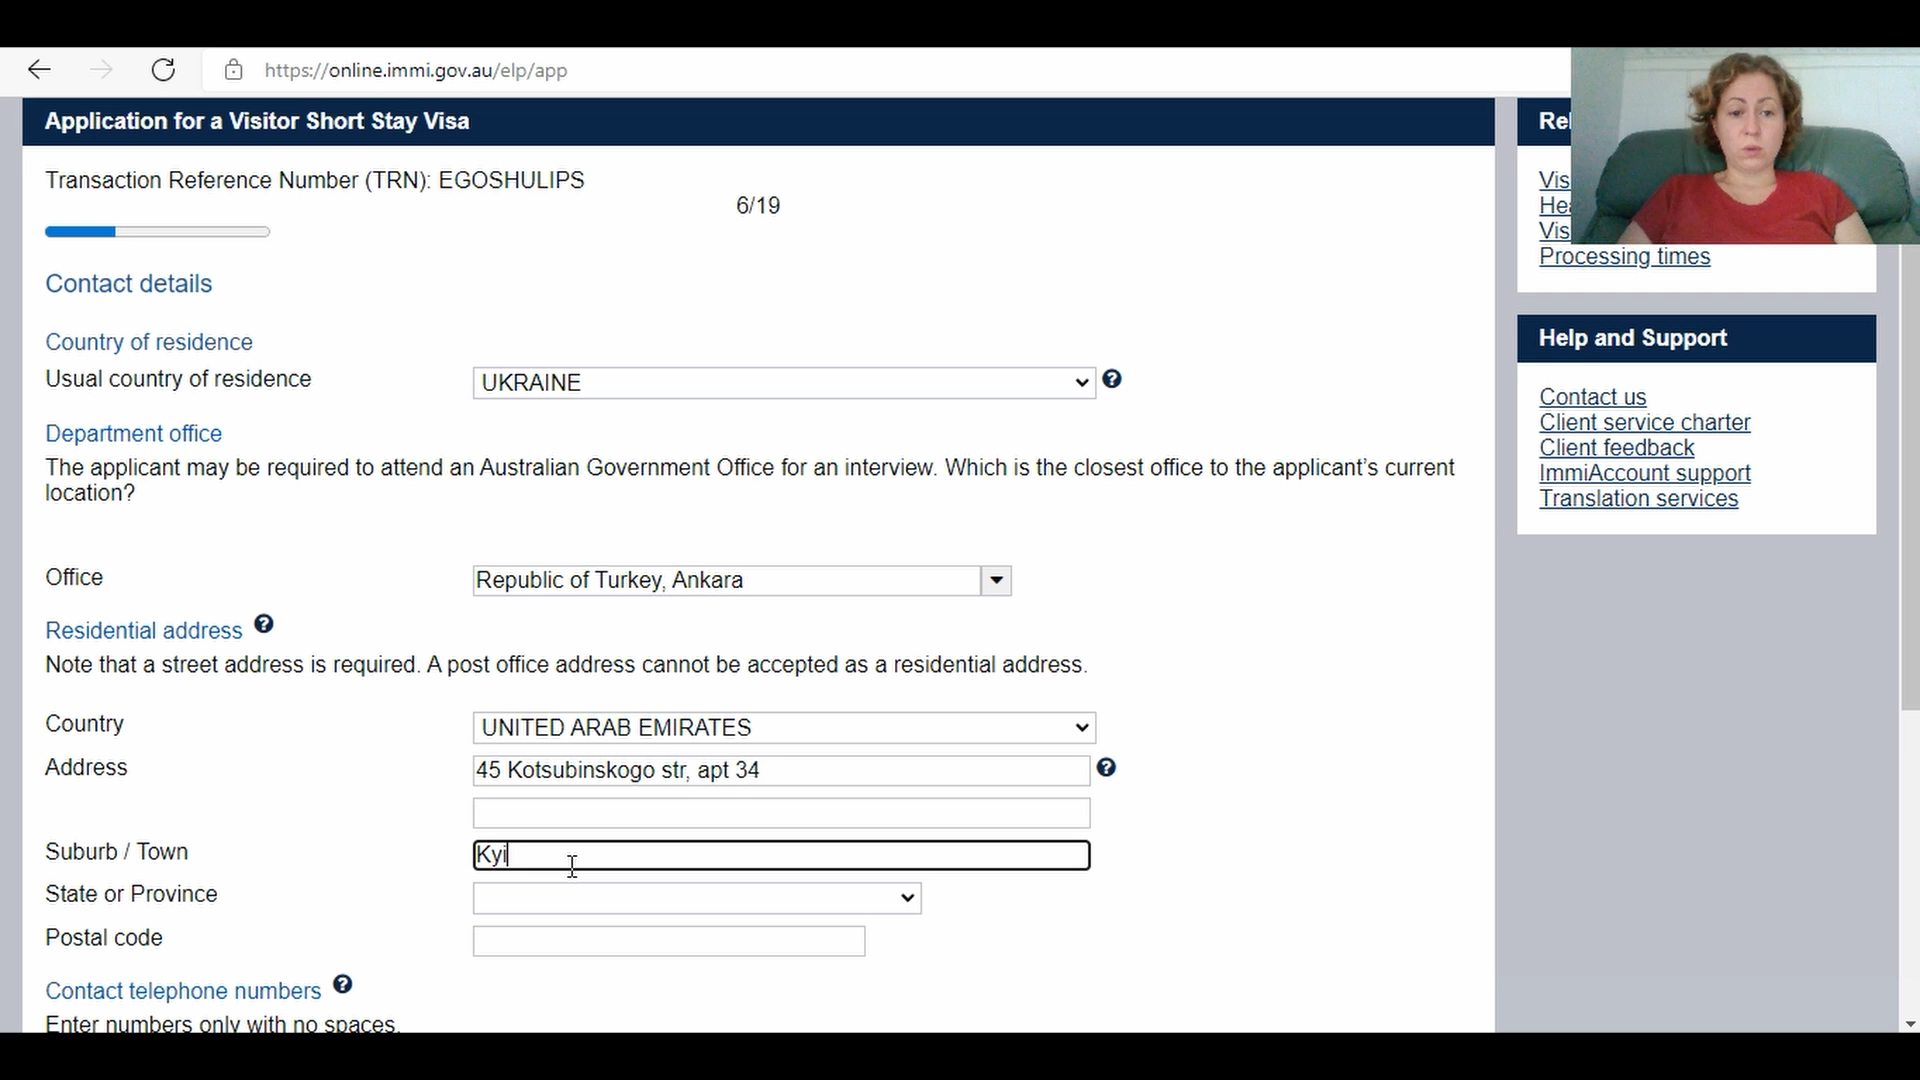 https://online.immi.gov.au/elp/app
Application for a Visitor Short Stay Visa
Transaction Reference Number (TRN): EGOSHULIPS
6/19
Contact details
Country of residence
Usual country of residence
UKRAINE
Department office
The applicant may be required to attend an Australian Government Office for an interview. Which is the closest office to the applicant's current
location?
Office
Republic of Turkey, Ankara
Residential address
Note that a street address is required. A post office address cannot be accepted as a residential address.
Country
UNITED ARAB EMIRATES
Address
45 Kotsubinskogo str, apt 34
Suburb / Town
Kyi
State or Province
Postal code
Contact telephone numbers
Enter numbers only with no spaces.
Processing times
Help and Support
Contact us
Client service charter
Client feedback
ImmiAccount support
Translation services